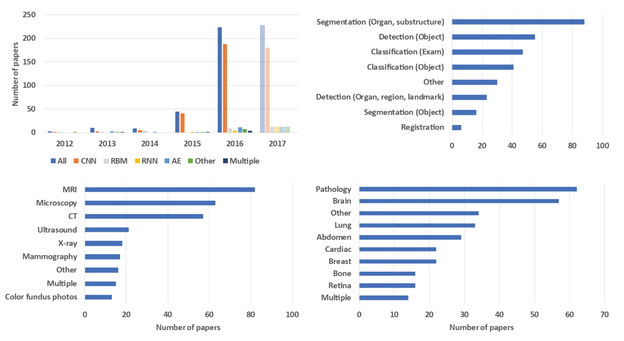 250
200
150
100
50
0
Number of papers
2012 2013 2014 2015 2016 2017
All CNN RBM RNN AE Other Multiple
Segmentation (Organ, substructure)
Detection (Object)
Classification (Exam)
Classification (Object)
Other
Detection (Organ, region, landmark)
Segmentation (Object)
Registration
0 20 40 60 80 100
MRI
Microscopy
CT
Ultrasound
X-ray
Mammography
Other
Multiple
Color fundus photos
0 20 40 60 80 100
Number of papers
Pathology
Brain
Other
Lung
Abdomen
Cardiac
Breast
Bone
Retina
Multiple
0 10 20 30 40 50 60 70
Number of papers